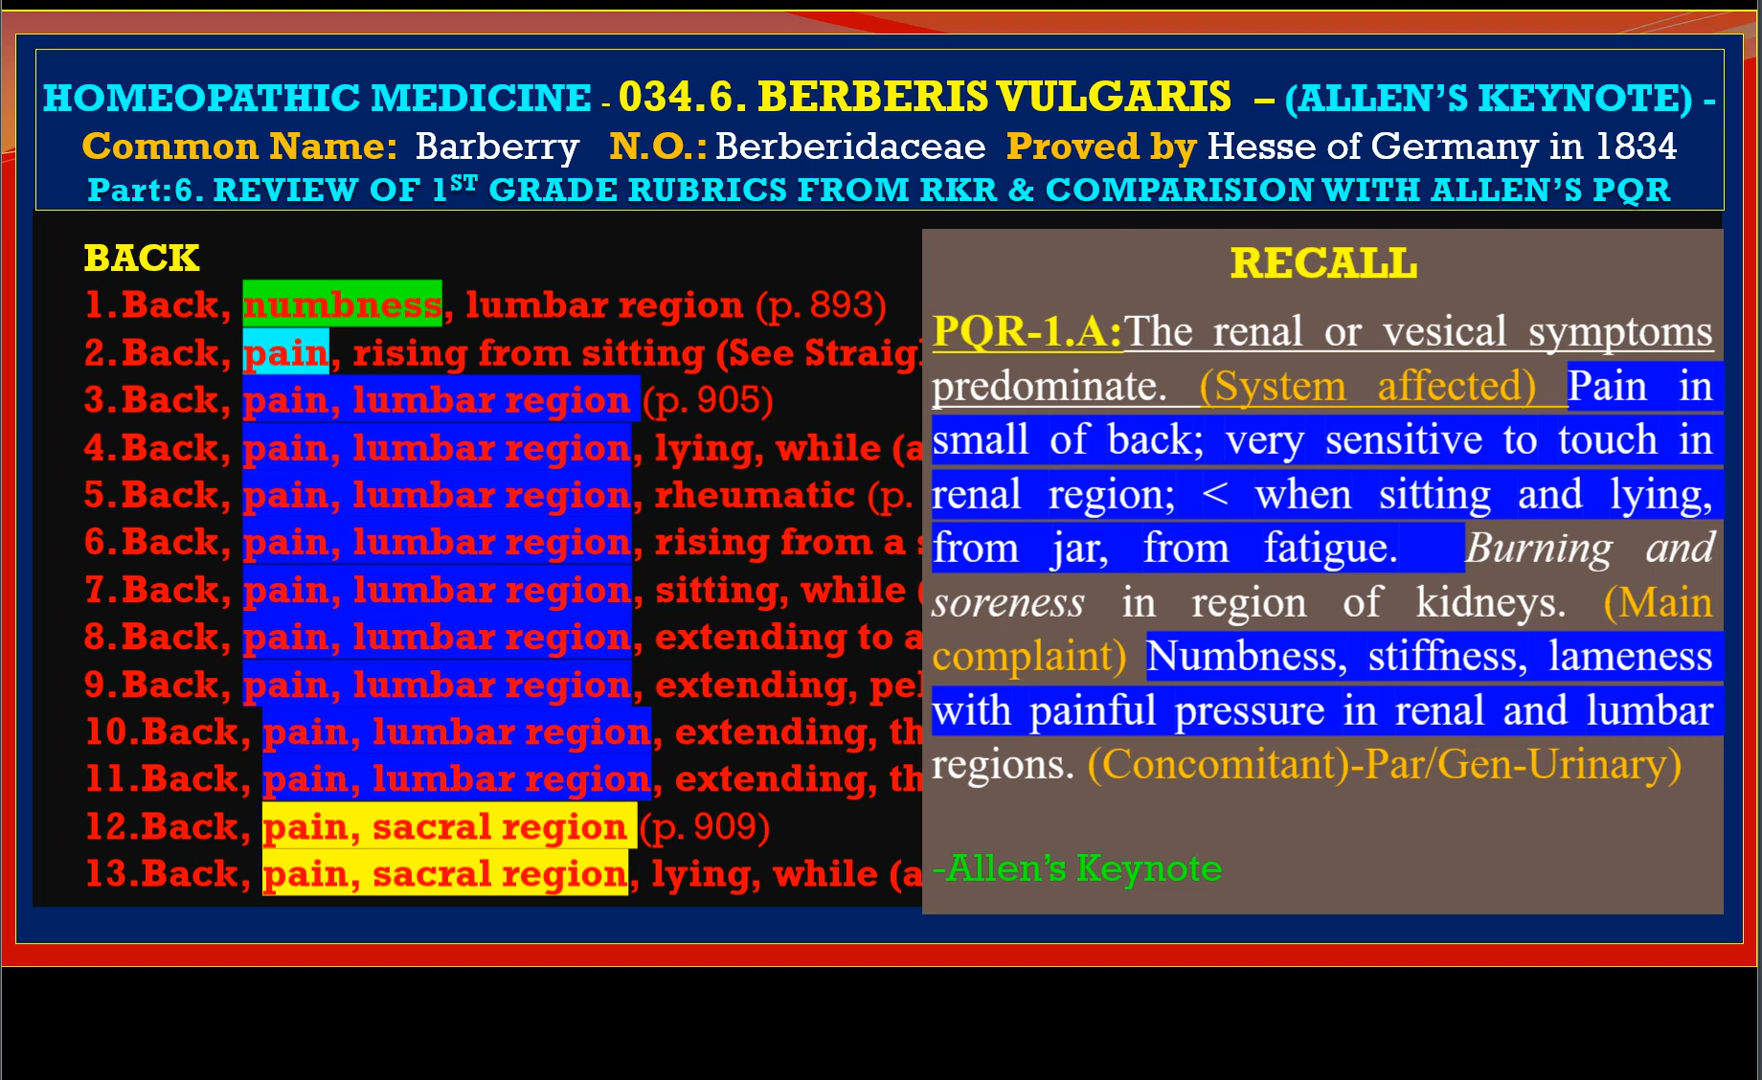 HOMEOPATHIC MEDICINE - 034.6. BERBERIS VULGARIS – (ALLEN'S KEYNOTE) -
Common Name: Barberry N.O.: Berberidaceae Proved by Hesse of Germany in 1834
Part:6. REVIEW OF 1ST GRADE RUBRICS FROM RKR & COMPARISION WITH ALLEN'S PQR
BACK
1.Back, numbness, lumbar region (p. 893)
2.Back, pain, rising from sitting (See
3.Back, pain, lumbar region (p. 905)
4.Back, pain, lumbar region, lying, while (a
5.Back, pain, lumbar region, rheumatic (p.
6.Back, pain, lumbar region, rising from a
7.Back, pain, lumbar region, sitting, while (
8.Back, pain, lumbar region, extending to a
9.Back, pain, lumbar region, extending,
10.Back, pain, lumbar region, extending,
11.Back, pain, lumbar region, extending,
12.Back, pain, sacral region (p. 909)
13.Back, pain, sacral region, lying, while (a
RECALL
PQR-1.A:The renal or vesical symptoms
predominate. (System affected) Pain in
small of back; very sensitive to touch in
renal region; < when sitting and lying,
from jar, from fatigue. Burning and
soreness in region of kidneys. (Main
complaint) Numbness, stiffness, lameness
with painful pressure in renal and lumbar
regions. (Concomitant)-Par/Gen-Urinary)
-Allen's Keynote